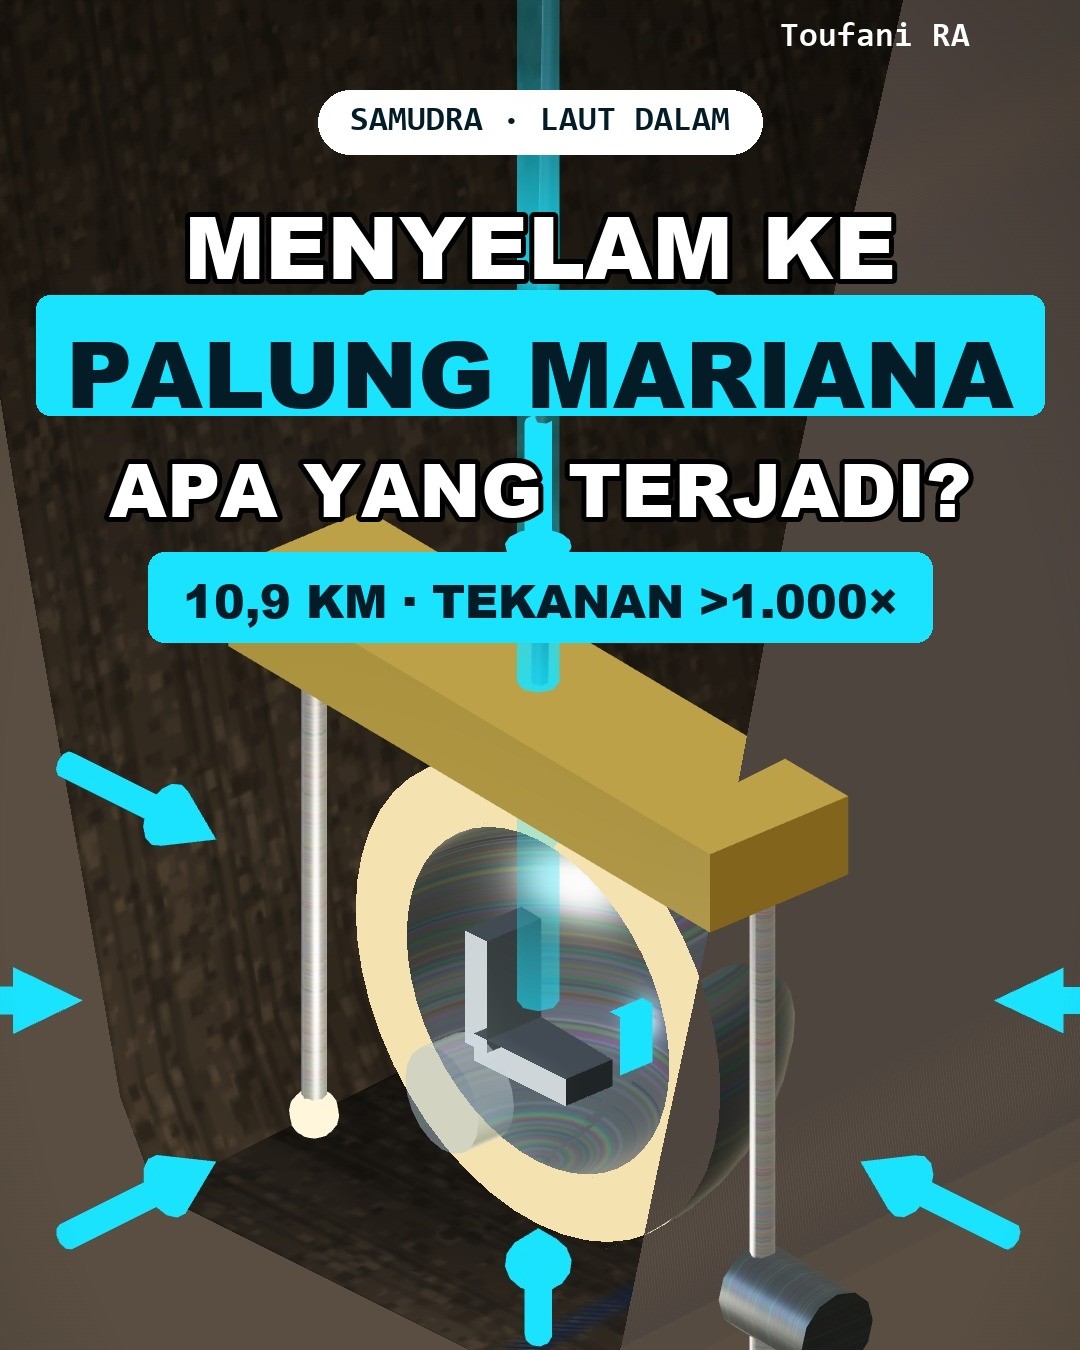 Toufani RA
SAMUDRA · LAUT DALAM
MENYELAM KE
PALUNG MARIANA
APA YANG TERJADI?
10,9 KM · TEKANAN >1.000×